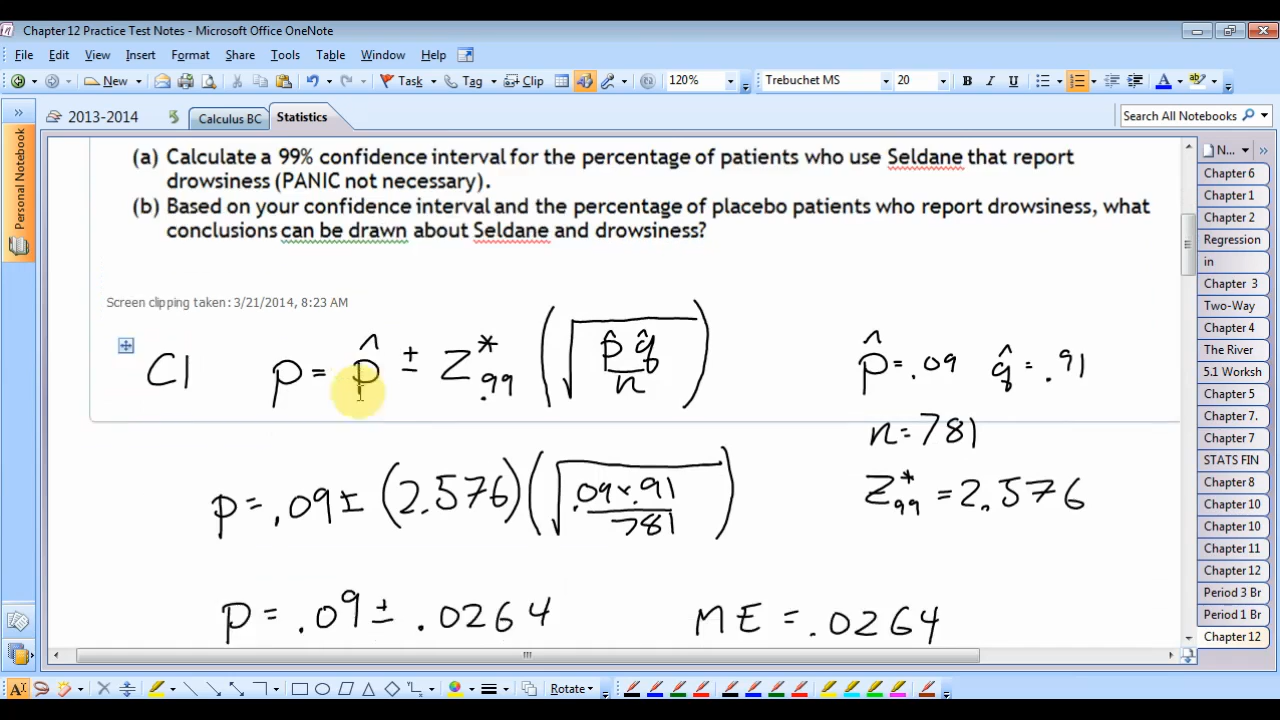 Chapter 12 Practice Test Notes - Microsoft Office OneNote
File Edit View Insert Format Share Tools Table Window Help
New Task Tag Clip 120% Trebuchet MS 20 B I U A ab
2013-2014 Calculus BC Statistics Search All Notebooks
Personal Notebook
(a) Calculate a 99% confidence interval for the percentage of patients who use Seldane that report
drowsiness (PANIC not necessary).
(b) Based on your confidence interval and the percentage of placebo patients who report drowsiness, what
conclusions can be drawn about Seldane and drowsiness?
Screen clipping taken: 3/21/2014, 8:23 AM
CI p = p̂ ± Z*.99 (√(p̂ q̂ / n))
p̂ = .09 q̂ = .91
n = 781
Z*99 = 2.576
p = .09 ± (2.576)(√(.09 × .91 / 781))
p = .09 ± .0264 ME = .0264
N...
Chapter 6
Chapter 1
Chapter 2
Regression
in
Chapter 3
Two-Way
Chapter 4
The River
5.1 Worksh
Chapter 5
Chapter 7.
Chapter 7
STATS FIN
Chapter 8
Chapter 10
Chapter 10
Chapter 11
Chapter 12
Period 3 Br
Period 1 Br
Chapter 12
A Rotate